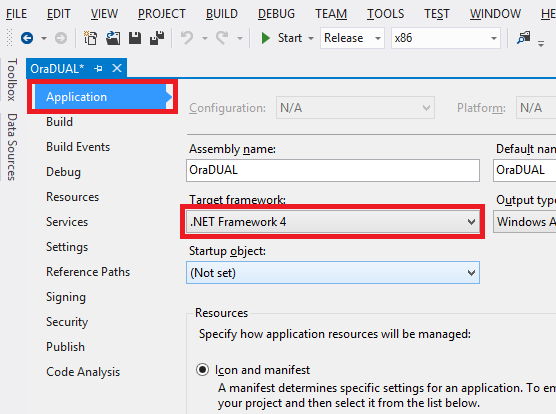 FILE EDIT VIEW PROJECT BUILD DEBUG TEAM TOOLS TEST WINDOW
Start Release x86
Toolbox
Data Sources
OraDUAL*
Application
Build
Build Events
Debug
Resources
Services
Settings
Reference Paths
Signing
Security
Publish
Code Analysis
Configuration: N/A Platform: N/A
Assembly name: Default nam
OraDUAL OraDUAL
Target framework: Output type
.NET Framework 4 Windows A
Startup object:
(Not set)
Resources
Specify how application resources will be managed:
Icon and manifest
A manifest determines specific settings for an application. To em
your project and then select it from the list below.